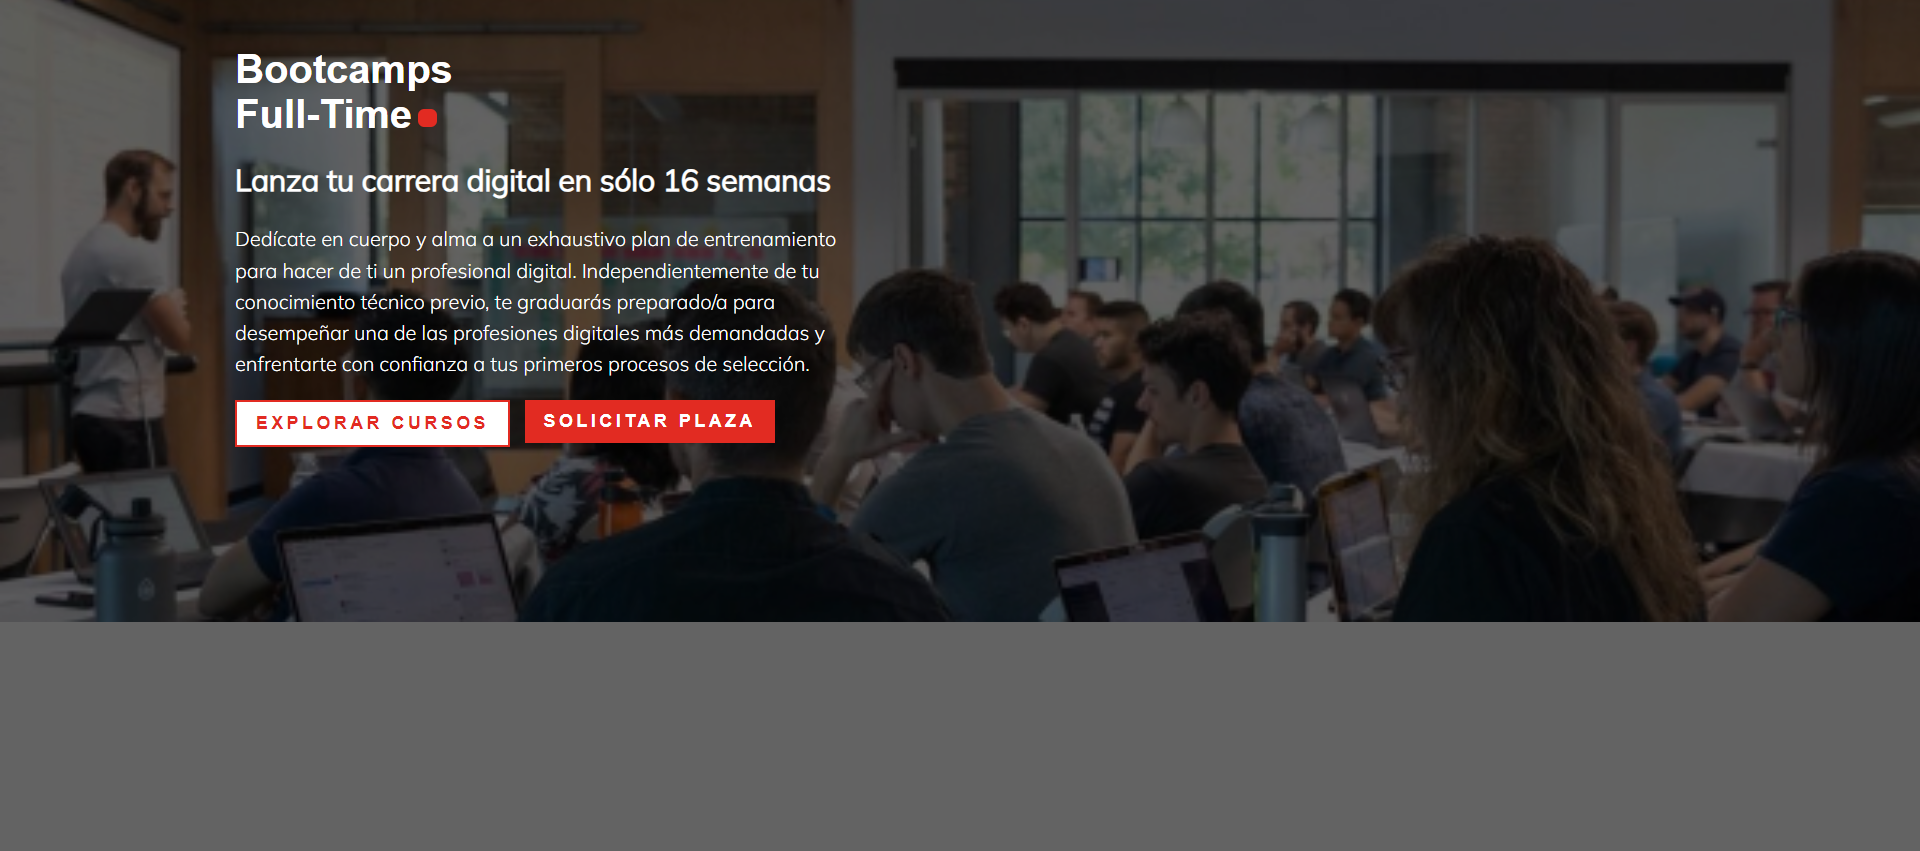 Bootcamps
Full-Time
Lanza tu carrera digital en sólo 16 semanas
Dedícate en cuerpo y alma a un exhaustivo plan de entrenamiento
para hacer de ti un profesional digital. Independientemente de tu
conocimiento técnico previo, te graduarás preparado/a para
desempeñar una de las profesiones digitales más demandadas y
enfrentarte con confianza a tus primeros procesos de selección.
EXPLORAR CURSOS
SOLICITAR PLAZA